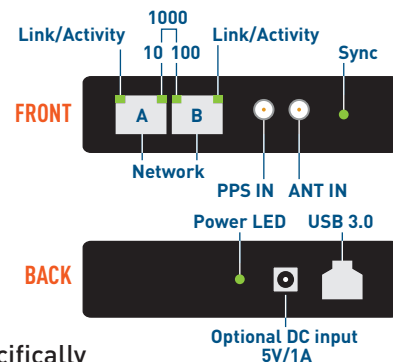 1000
Link/Activity
Link/Activity
10
100
Sync
FRONT
A
B
Network
PPS IN
ANT IN
Power LED
USB 3.0
BACK
Optional DC input
5V/1A